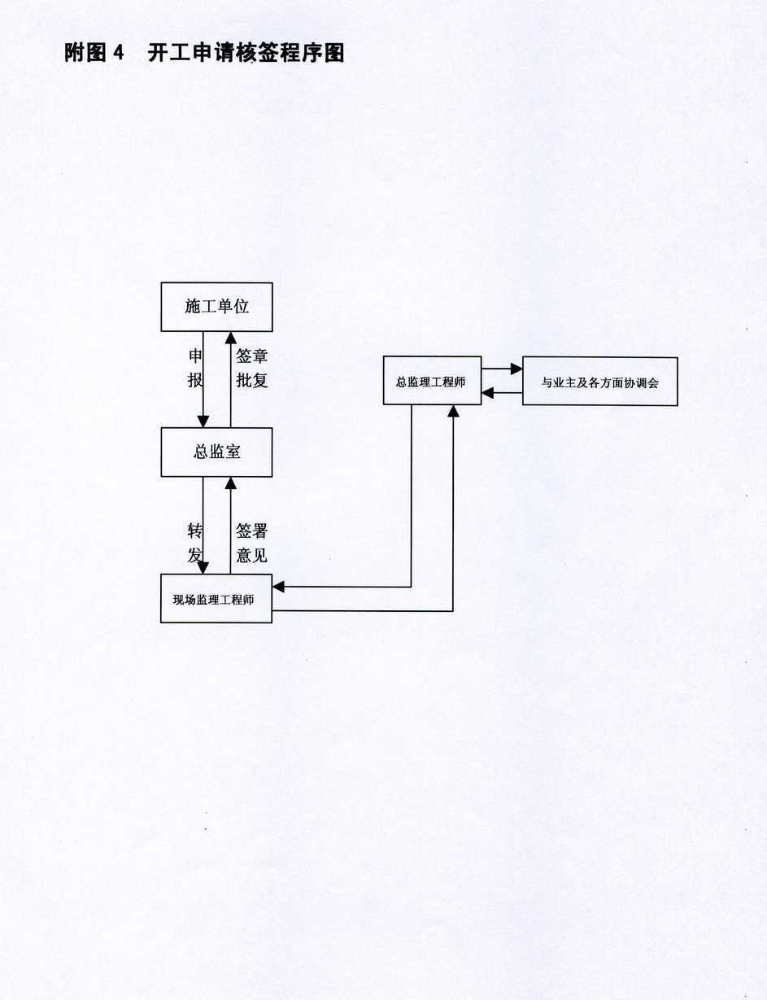 附图 4 开工申请核签程序图
施工单位
申 签章
报 批复
总监理工程师
与业主及各方面协调会
总监室
转 签署
发 意见
现场监理工程师